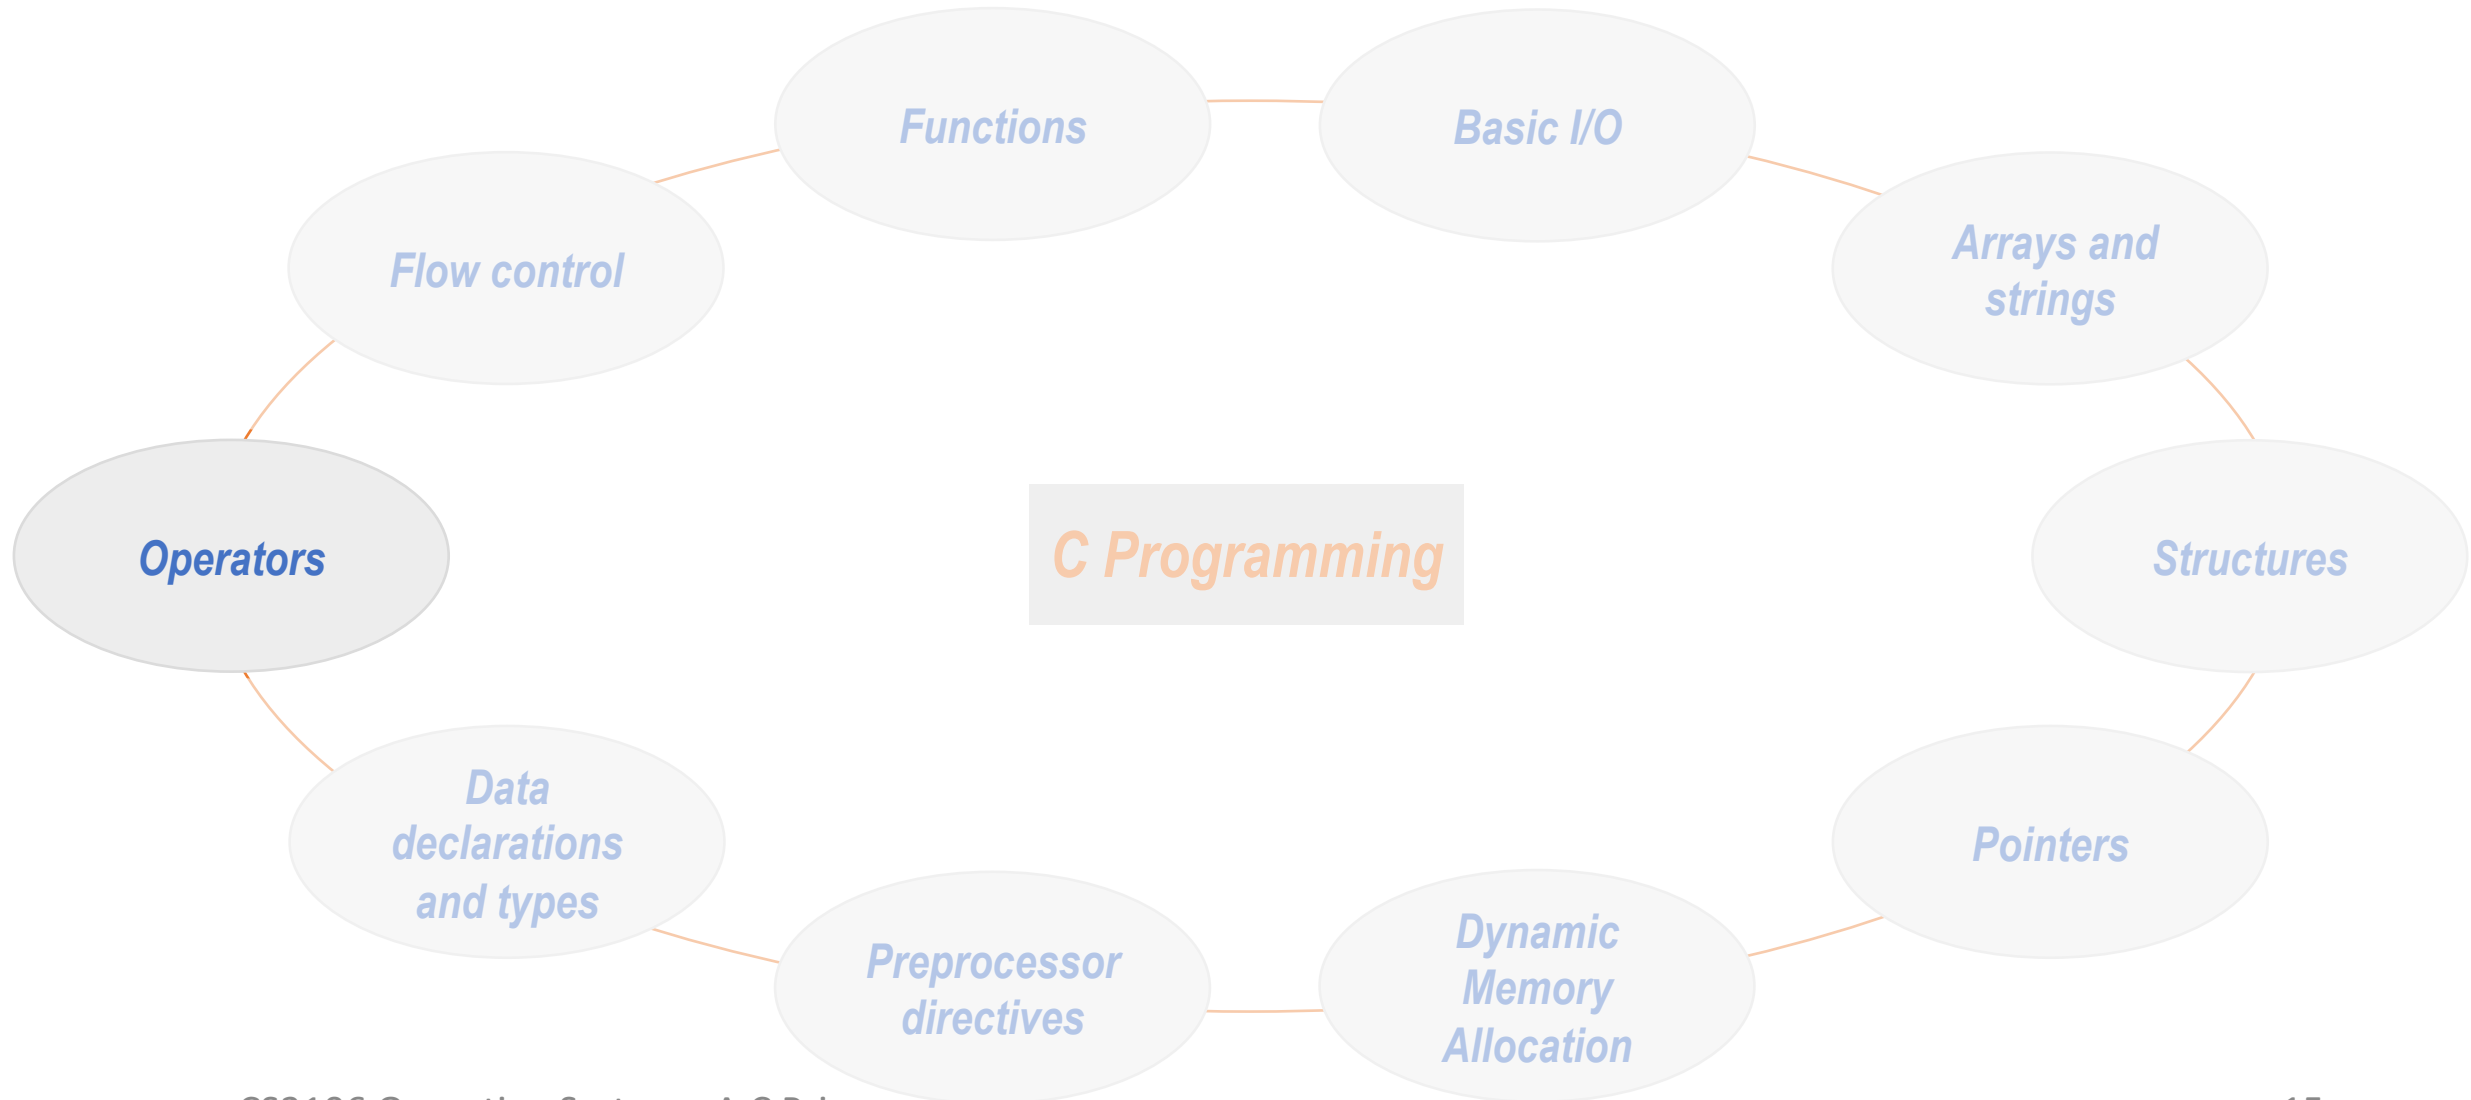 Functions
Basic I/O
Flow control
Arrays and
strings
Operators
C Programming
Structures
Data
declarations
and types
Pointers
Preprocessor
directives
Dynamic
Memory
Allocation